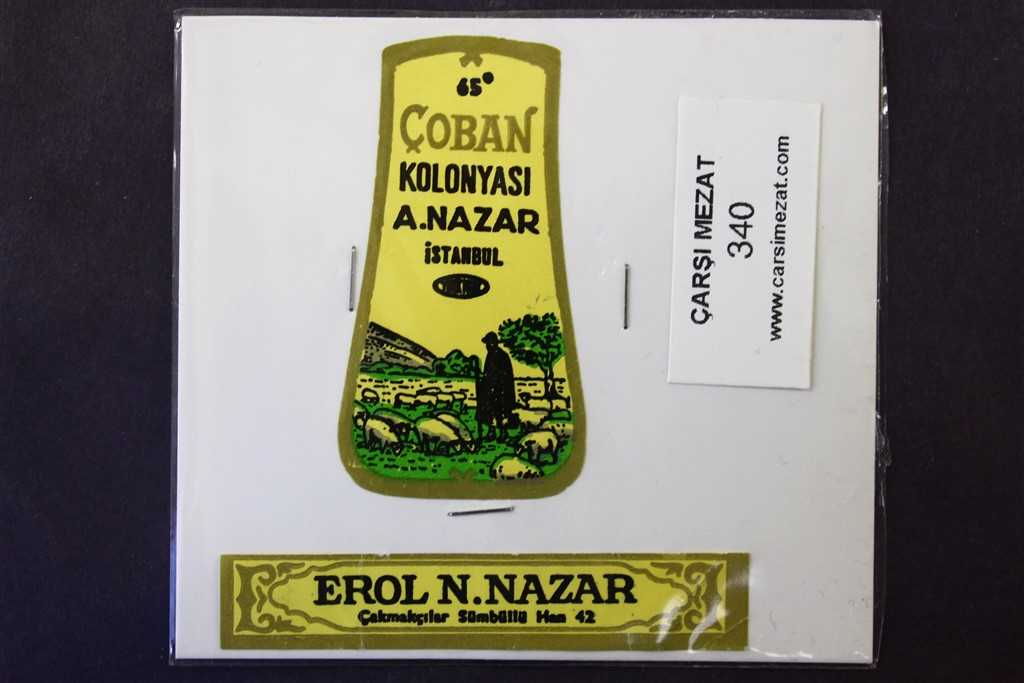 65°
ÇOBAN
KOLONYASI
A.NAZAR
İSTANBUL
EROL N.NAZAR
Çakmakçılar Sümbüllü Han 42
ÇARŞI MEZAT
340
www.carsimezat.com